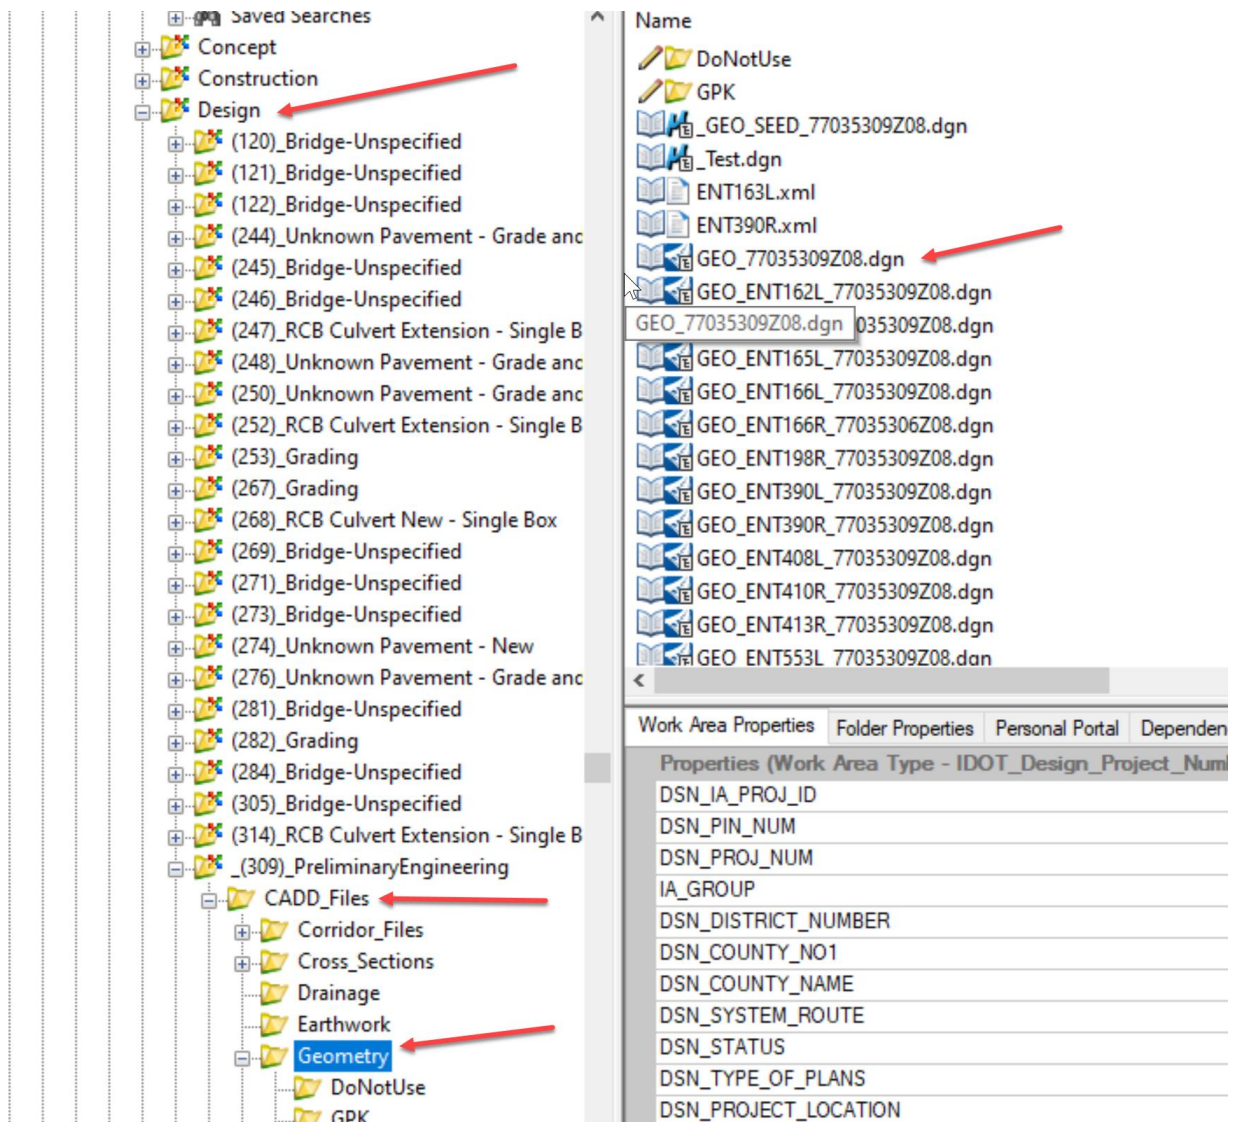 Saved Searches
Concept
Construction
Design
(120)_Bridge-Unspecified
(121)_Bridge-Unspecified
(122)_Bridge-Unspecified
(244)_Unknown Pavement - Grade and
(245)_Bridge-Unspecified
(246)_Bridge-Unspecified
(247)_RCB Culvert Extension - Single B
(248)_Unknown Pavement - Grade and
(250)_Unknown Pavement - Grade and
(252)_RCB Culvert Extension - Single B
(253)_Grading
(267)_Grading
(268)_RCB Culvert New - Single Box
(269)_Bridge-Unspecified
(271)_Bridge-Unspecified
(273)_Bridge-Unspecified
(274)_Unknown Pavement - New
(276)_Unknown Pavement - Grade and
(281)_Bridge-Unspecified
(282)_Grading
(284)_Bridge-Unspecified
(305)_Bridge-Unspecified
(314)_RCB Culvert Extension - Single B
_(309)_PreliminaryEngineering
CADD_Files
Corridor_Files
Cross_Sections
Drainage
Earthwork
Geometry
DoNotUse
GPK
Name
DoNotUse
GPK
_GEO_SEED_77035309Z08.dgn
_Test.dgn
ENT163L.xml
ENT390R.xml
GEO_77035309Z08.dgn
GEO_ENT162L_77035309Z08.dgn
GEO_77035309Z08.dgn 035309Z08.dgn
GEO_ENT165L_77035309Z08.dgn
GEO_ENT166L_77035309Z08.dgn
GEO_ENT166R_77035306Z08.dgn
GEO_ENT198R_77035309Z08.dgn
GEO_ENT390L_77035309Z08.dgn
GEO_ENT390R_77035309Z08.dgn
GEO_ENT408L_77035309Z08.dgn
GEO_ENT410R_77035309Z08.dgn
GEO_ENT413R_77035309Z08.dgn
GEO_ENT553L_77035309Z08.dgn
Work Area Properties Folder Properties Personal Portal Dependen
Properties (Work Area Type - IDOT_Design_Project_Num
DSN_IA_PROJ_ID
DSN_PIN_NUM
DSN_PROJ_NUM
IA_GROUP
DSN_DISTRICT_NUMBER
DSN_COUNTY_NO1
DSN_COUNTY_NAME
DSN_SYSTEM_ROUTE
DSN_STATUS
DSN_TYPE_OF_PLANS
DSN_PROJECT_LOCATION